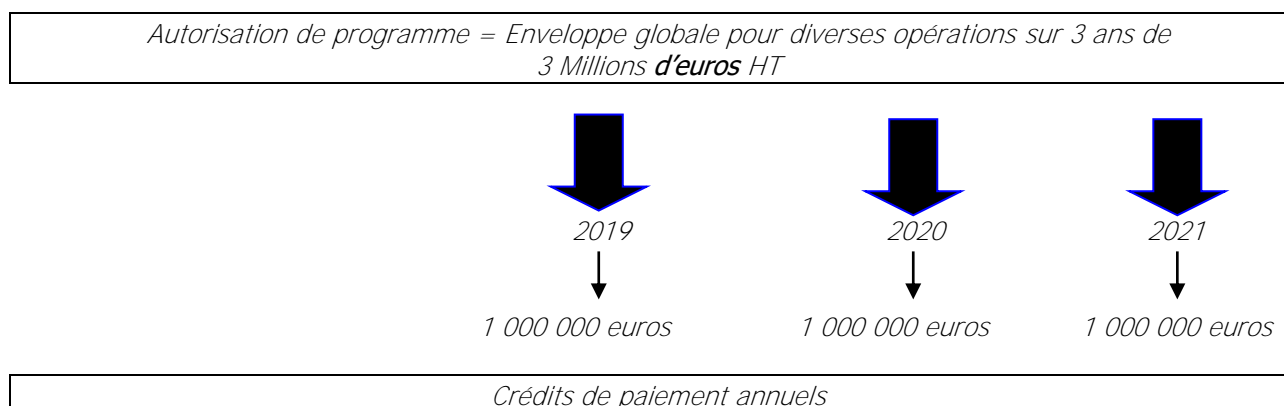 Autorisation de programme = Enveloppe globale pour diverses opérations sur 3 ans de
3 Millions d'euros HT
2019 2020 2021
1 000 000 euros 1 000 000 euros 1 000 000 euros
Crédits de paiement annuels